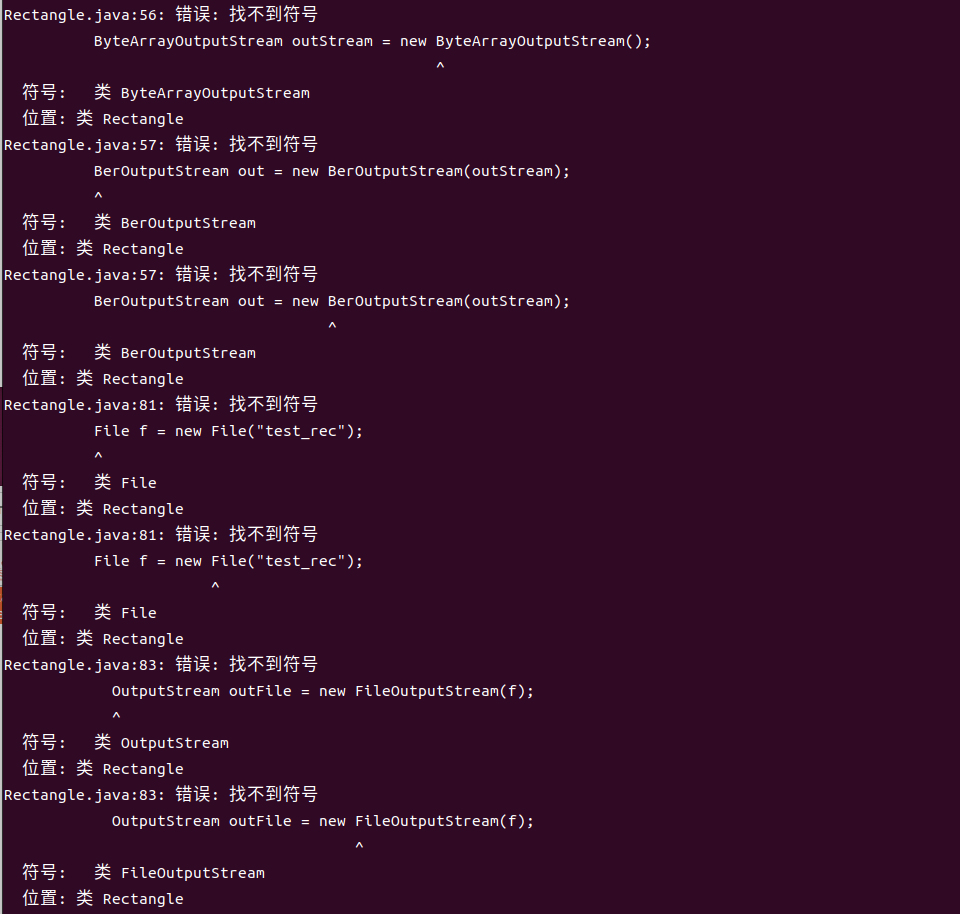 Rectangle.java:56: 错误: 找不到符号
          ByteArrayOutputStream outStream = new ByteArrayOutputStream();
                                                ^
  符号:   类 ByteArrayOutputStream
  位置: 类 Rectangle
Rectangle.java:57: 错误: 找不到符号
          BerOutputStream out = new BerOutputStream(outStream);
          ^
  符号:   类 BerOutputStream
  位置: 类 Rectangle
Rectangle.java:57: 错误: 找不到符号
          BerOutputStream out = new BerOutputStream(outStream);
                                    ^
  符号:   类 BerOutputStream
  位置: 类 Rectangle
Rectangle.java:81: 错误: 找不到符号
          File f = new File("test_rec");
          ^
  符号:   类 File
  位置: 类 Rectangle
Rectangle.java:81: 错误: 找不到符号
          File f = new File("test_rec");
                       ^
  符号:   类 File
  位置: 类 Rectangle
Rectangle.java:83: 错误: 找不到符号
            OutputStream outFile = new FileOutputStream(f);
            ^
  符号:   类 OutputStream
  位置: 类 Rectangle
Rectangle.java:83: 错误: 找不到符号
            OutputStream outFile = new FileOutputStream(f);
                                       ^
  符号:   类 FileOutputStream
  位置: 类 Rectangle